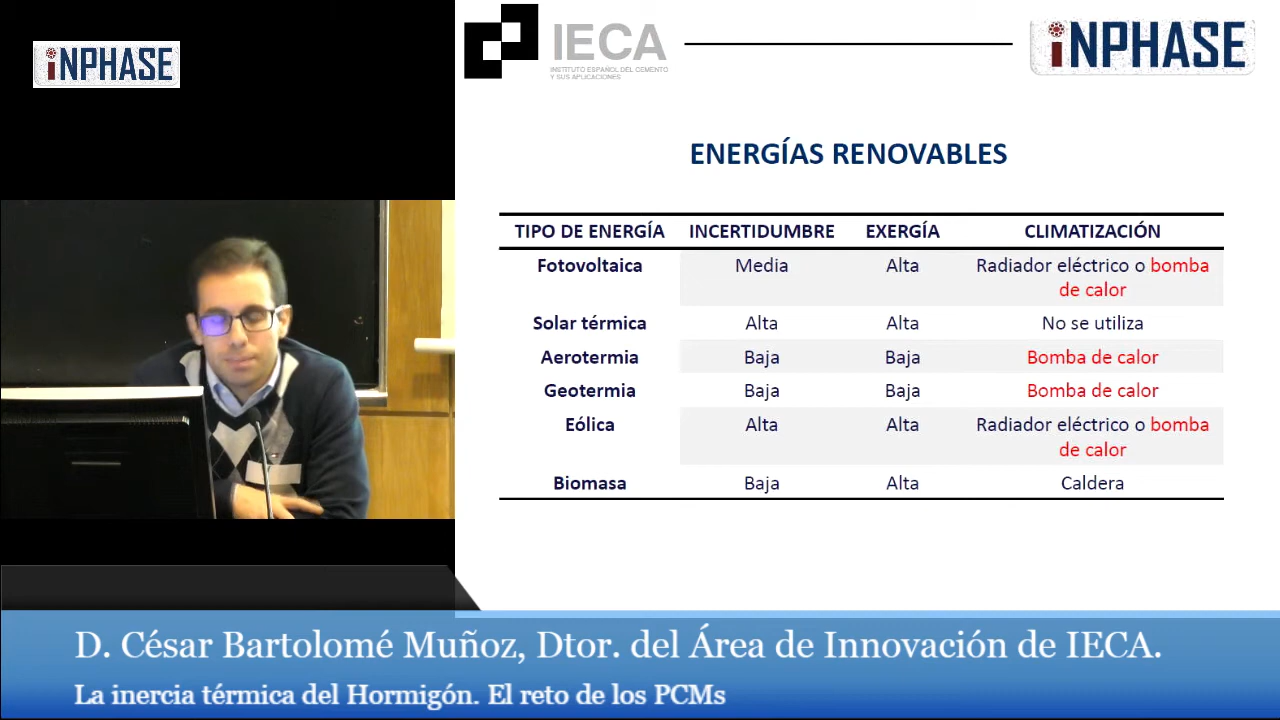 iNPHASE
IECA
INSTITUTO ESPAÑOL DEL CEMENTO
Y SUS APLICACIONES
iNPHASE
ENERGÍAS RENOVABLES
TIPO DE ENERGÍA INCERTIDUMBRE EXERGÍA CLIMATIZACIÓN
Fotovoltaica Media Alta Radiador eléctrico o bomba
de calor
Solar térmica Alta Alta No se utiliza
Aerotermia Baja Baja Bomba de calor
Geotermia Baja Baja Bomba de calor
Eólica Alta Alta Radiador eléctrico o bomba
de calor
Biomasa Baja Alta Caldera
D. César Bartolomé Muñoz, Dtor. del Área de Innovación de IECA.
La inercia térmica del Hormigón. El reto de los PCMs